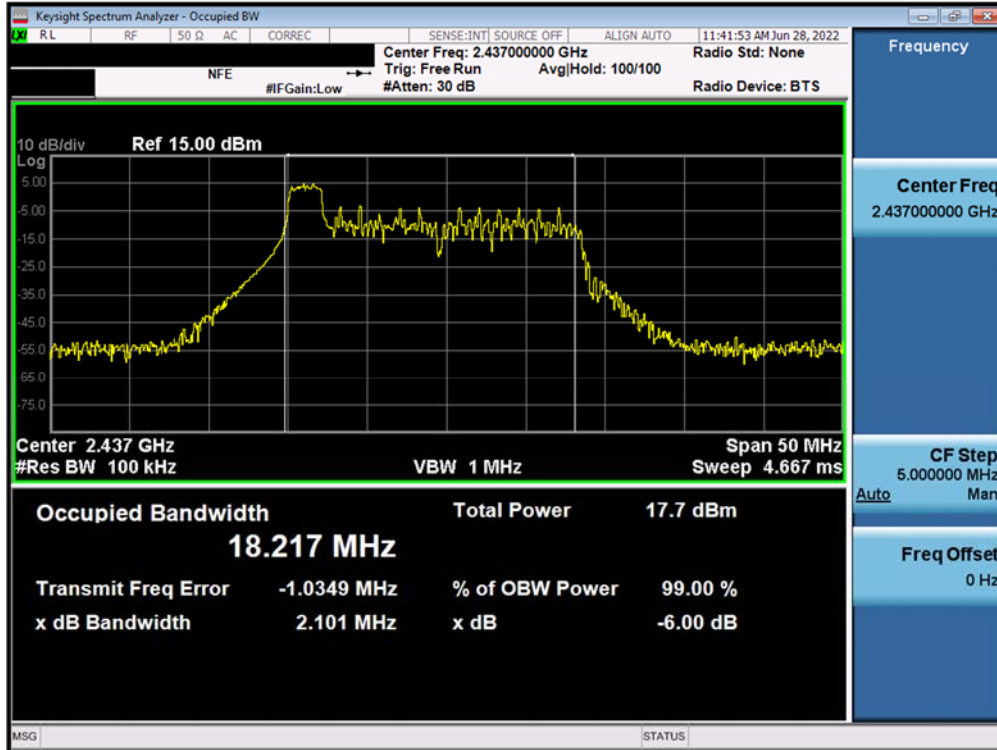 Keysight Spectrum Analyzer - Occupied BW
LXI RL RF 50 Ω AC CORREC SENSE:INT SOURCE OFF ALIGN AUTO 11:41:53 AM Jun 28, 2022
Center Freq: 2.437000000 GHz Radio Std: None
NFE Trig: Free Run Avg|Hold: 100/100
#IFGain:Low #Atten: 30 dB Radio Device: BTS
10 dB/div Ref 15.00 dBm
Log
5.00
-5.00
-15.0
-25.0
-35.0
-45.0
-55.0
-65.0
-75.0
Center 2.437 GHz Span 50 MHz
#Res BW 100 kHz VBW 1 MHz Sweep 4.667 ms
Occupied Bandwidth Total Power 17.7 dBm
18.217 MHz
Transmit Freq Error -1.0349 MHz % of OBW Power 99.00 %
x dB Bandwidth 2.101 MHz x dB -6.00 dB
MSG STATUS
Frequency
Center Freq
2.437000000 GHz
CF Step
5.000000 MHz
Auto Man
Freq Offset
0 Hz